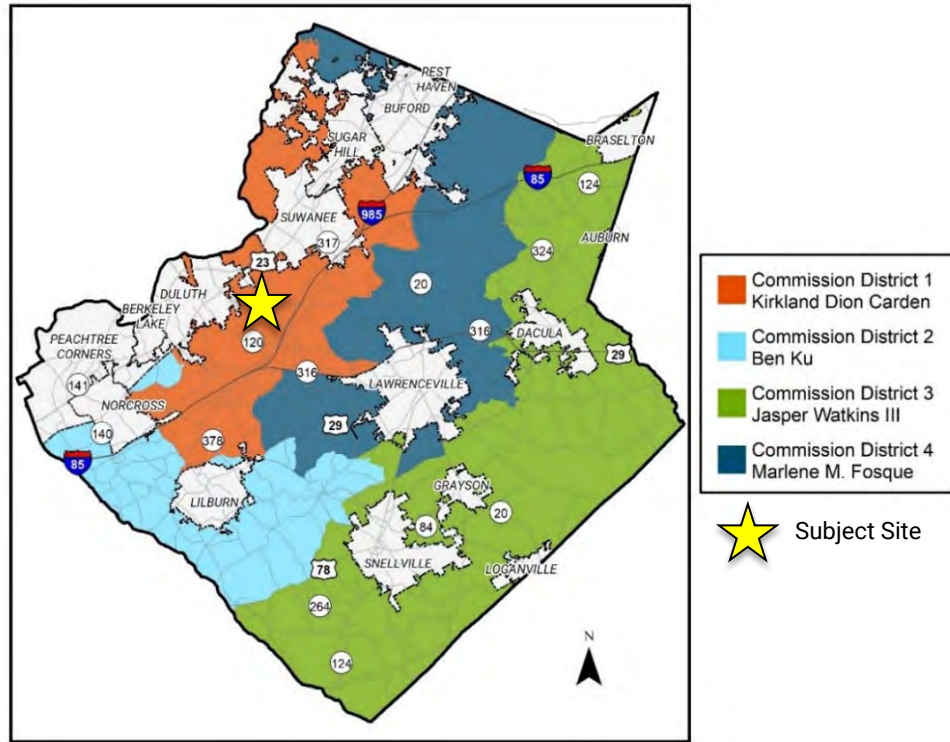 REST
HAVEN
BUFORD
SUGAR
HILL
BRASELTON
85
124
SUWANEE
985
317
AUBURN
324
23
20
DULUTH
BERKELEY
LAKE
PEACHTREE
CORNERS
120
316
DACULA
29
316
LAWRENCEVILLE
141
NORCROSS
29
140
378
85
LILBURN
GRAYSON
20
84
SNELLVILLE
LOGANVILLE
78
264
124
N
Commission District 1
Kirkland Dion Carden
Commission District 2
Ben Ku
Commission District 3
Jasper Watkins III
Commission District 4
Marlene M. Fosque
Subject Site